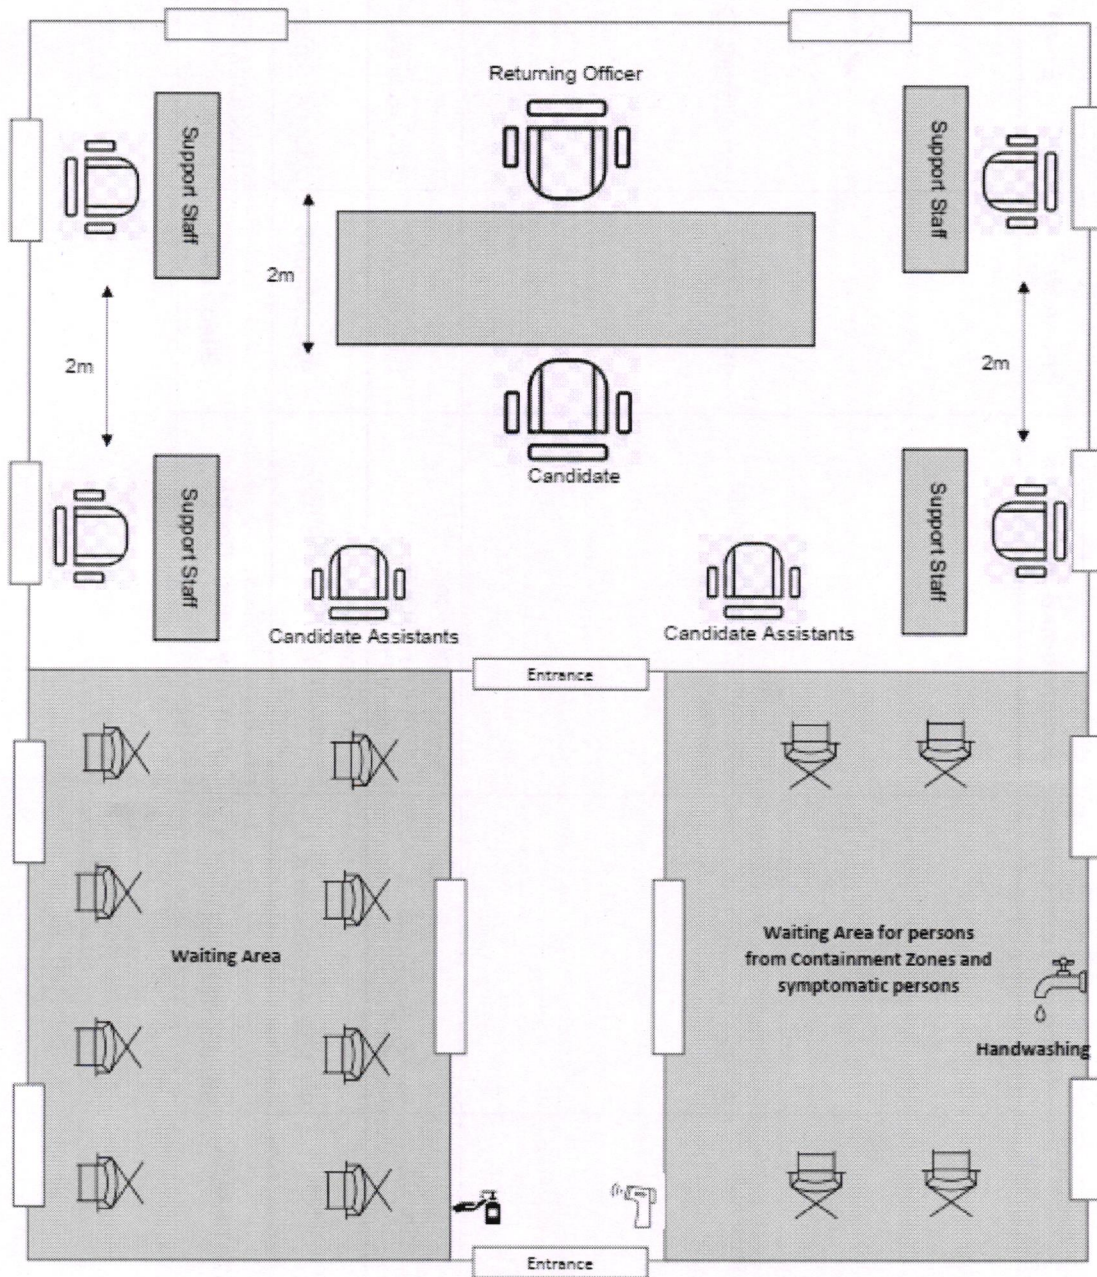 Returning Officer
Support Staff
Support Staff
2m
2m
2m
Candidate
Support Staff
Support Staff
Candidate Assistants
Candidate Assistants
Entrance
Waiting Area
Waiting Area for persons
from Containment Zones and
symptomatic persons
Handwashing
Entrance